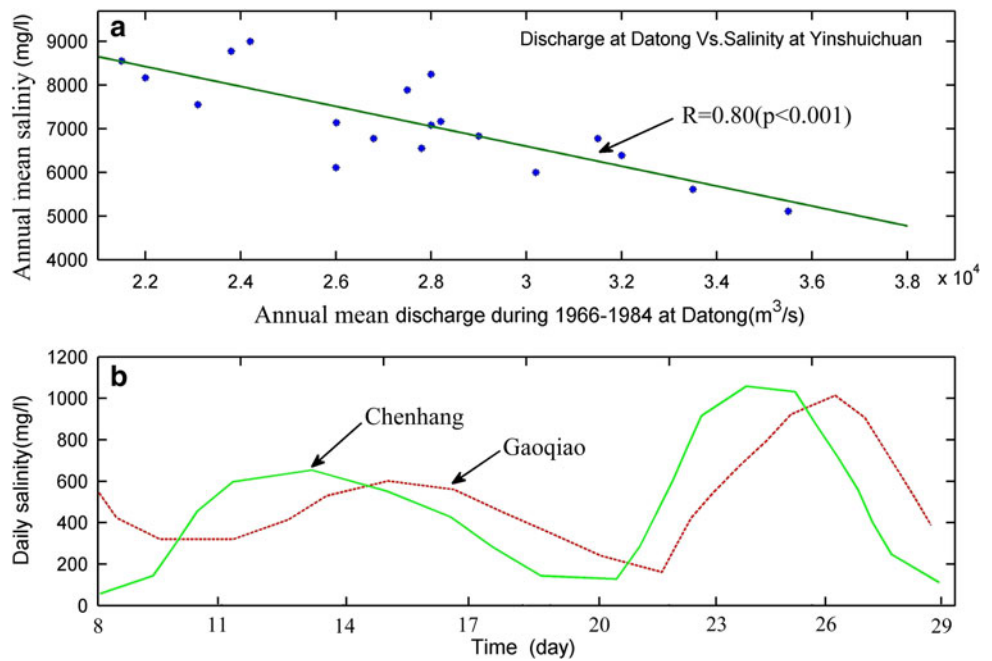 a
Discharge at Datong Vs.Salinity at Yinshuichuan
R=0.80(p<0.001)
Annual mean saliniy (mg/l)
9000
8000
7000
6000
5000
4000
2.2 2.4 2.6 2.8 3 3.2 3.4 3.6 3.8 x 10⁴
Annual mean discharge during 1966-1984 at Datong(m³/s)
b
Chenhang
Gaoqiao
Daily salinity(mg/l)
1200
1000
800
600
400
200
0
8 11 14 17 20 23 26 29
Time (day)